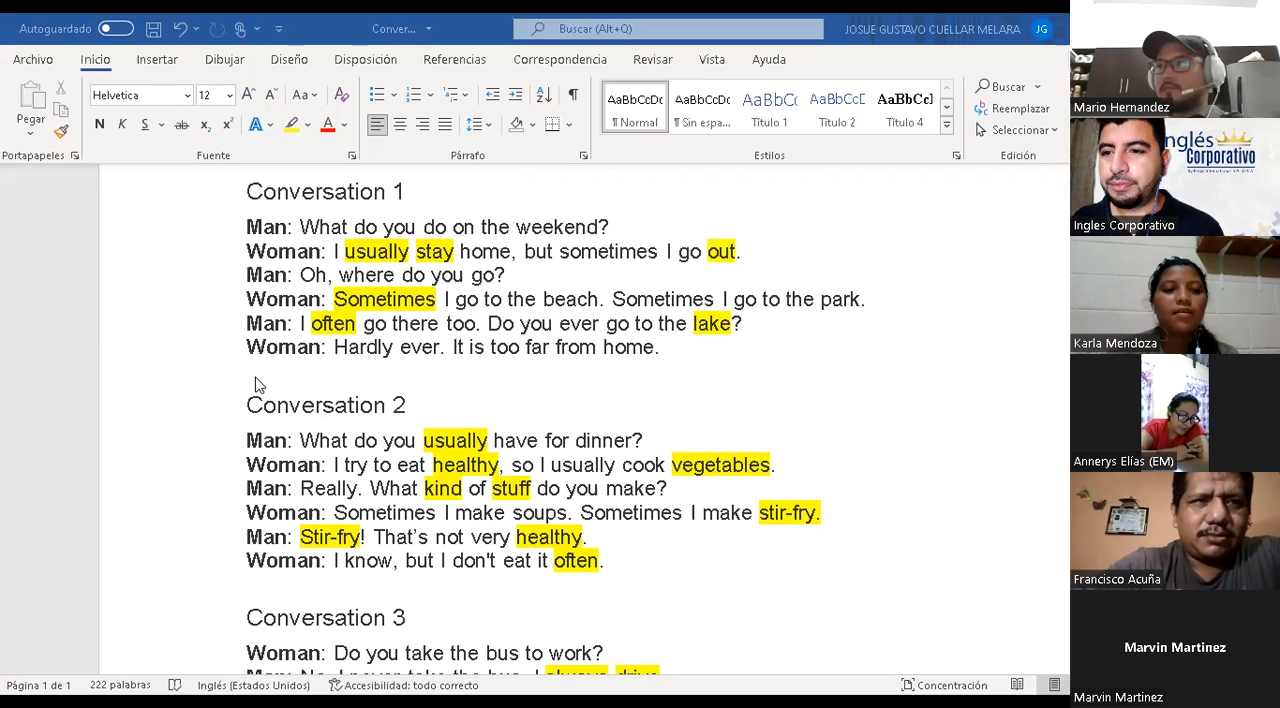 Autoguardado
Conver...
Buscar (Alt+Q)
JOSUE GUSTAVO CUELLAR MELARA
JG
Archivo Inicio Insertar Dibujar Diseño Disposición Referencias Correspondencia Revisar Vista Ayuda
Pegar
Helvetica 12
N K S
AaBbCcDc AaBbCcDc AaBbCc AaBbCcD AaBbCcI
¶ Normal ¶ Sin espa... Título 1 Título 2 Título 4
Buscar
Reemplazar
Seleccionar
Portapapeles Fuente Párrafo Estilos Edición
Conversation 1
Man: What do you do on the weekend?
Woman: I usually stay home, but sometimes I go out.
Man: Oh, where do you go?
Woman: Sometimes I go to the beach. Sometimes I go to the park.
Man: I often go there too. Do you ever go to the lake?
Woman: Hardly ever. It is too far from home.
Conversation 2
Man: What do you usually have for dinner?
Woman: I try to eat healthy, so I usually cook vegetables.
Man: Really. What kind of stuff do you make?
Woman: Sometimes I make soups. Sometimes I make stir-fry.
Man: Stir-fry! That's not very healthy.
Woman: I know, but I don't eat it often.
Conversation 3
Woman: Do you take the bus to work?
Man: No, I never take the bus. I always drive
Página 1 de 1 222 palabras Inglés (Estados Unidos) Accesibilidad: todo correcto Concentración
Mario Hernandez
Inglés
Corporativo
Ingles Corporativo
Karla Mendoza
Annerys Elías (EM)
Francisco Acuña
Marvin Martinez
Marvin Martinez